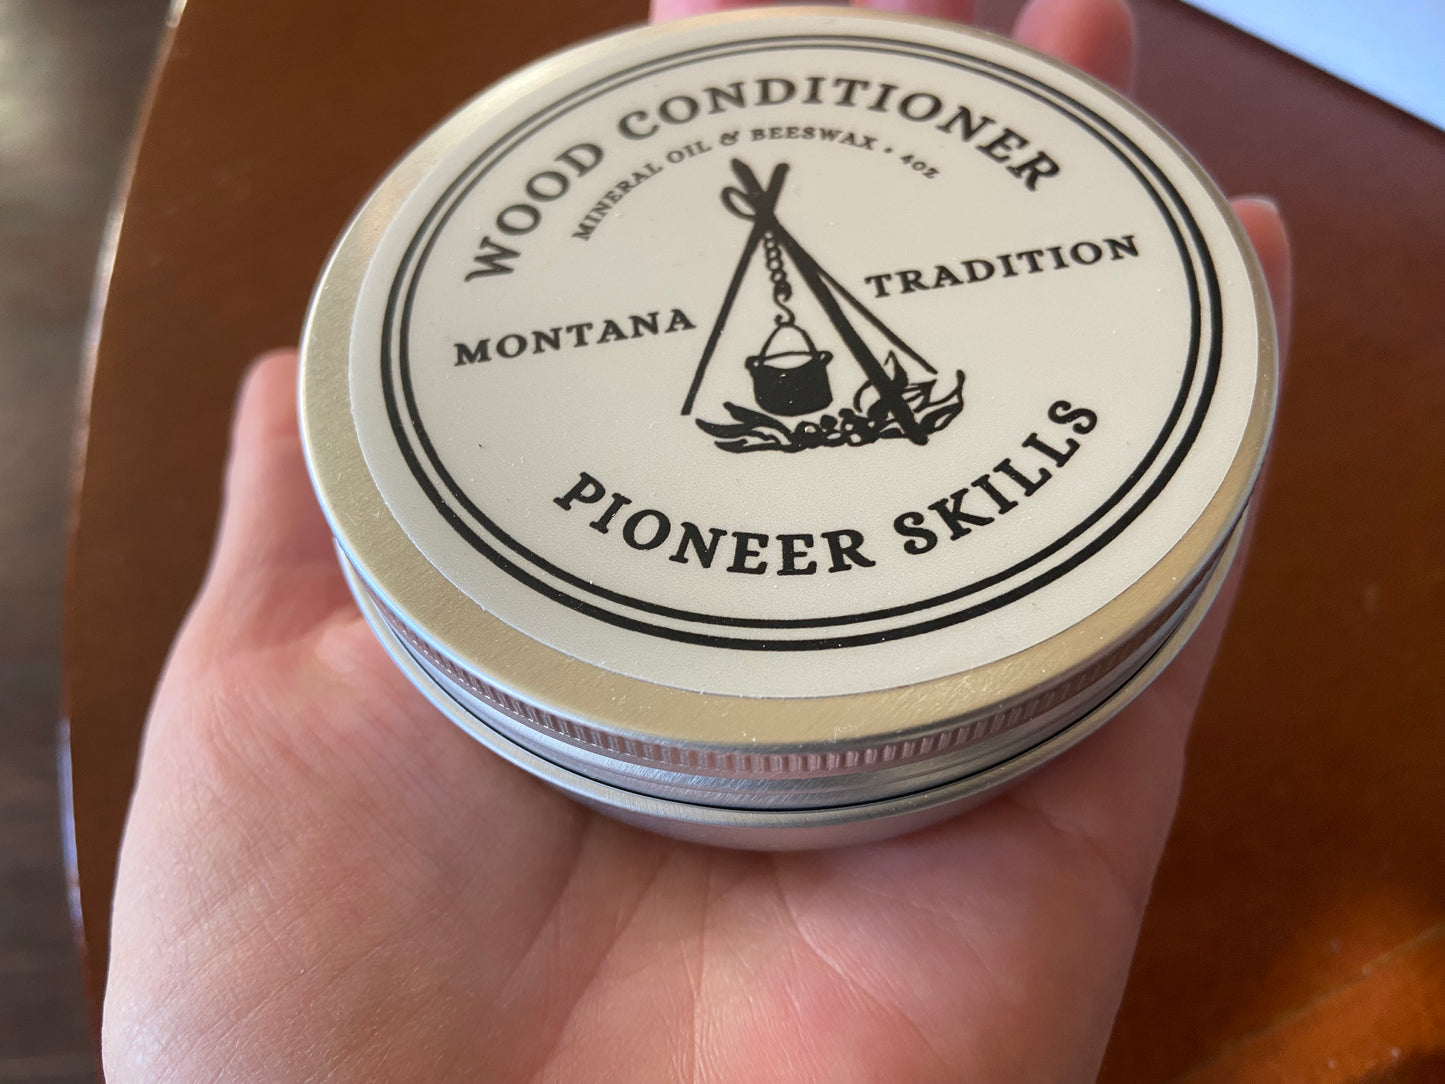 WOOD CONDITIONER
MINERAL OIL & BEESWAX • 4OZ
MONTANA TRADITION
PIONEER SKILLS